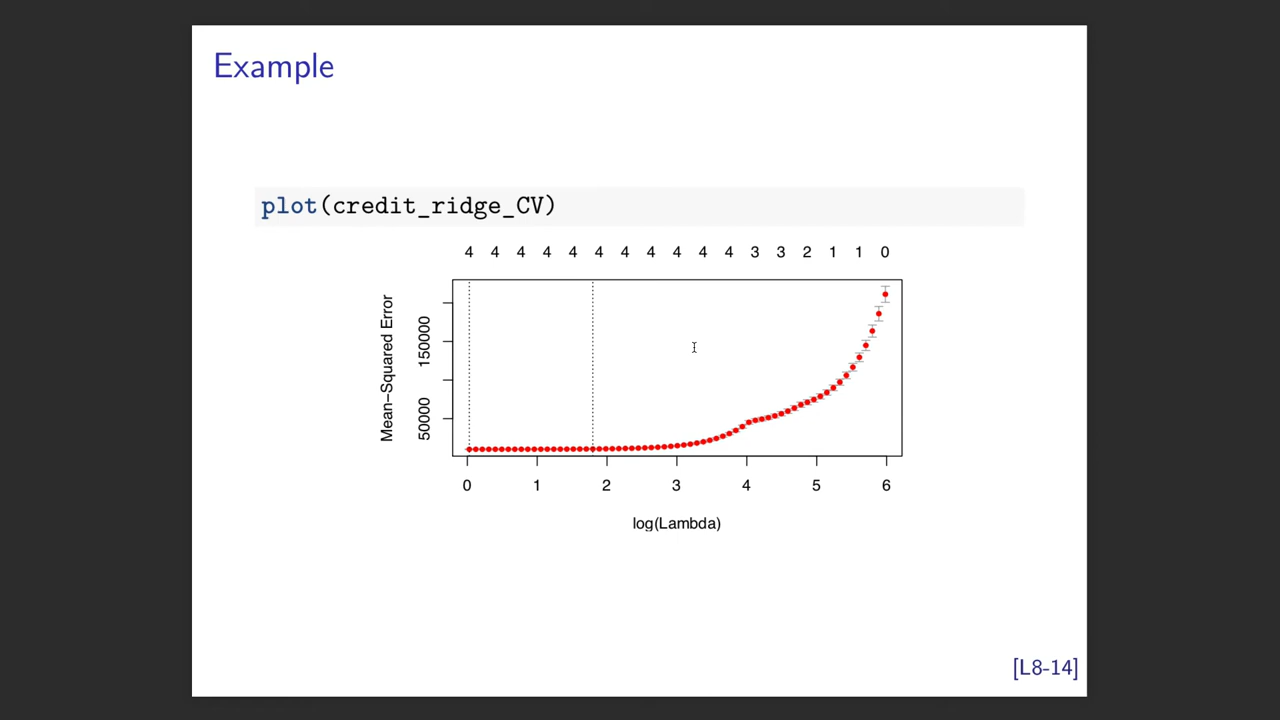 Example
plot(credit_ridge_CV)
4 4 4 4 4 4 4 4 4 4 4 3 3 2 1 1 0
Mean−Squared Error
50000 150000
0 1 2 3 4 5 6
log(Lambda)
[L8-14]